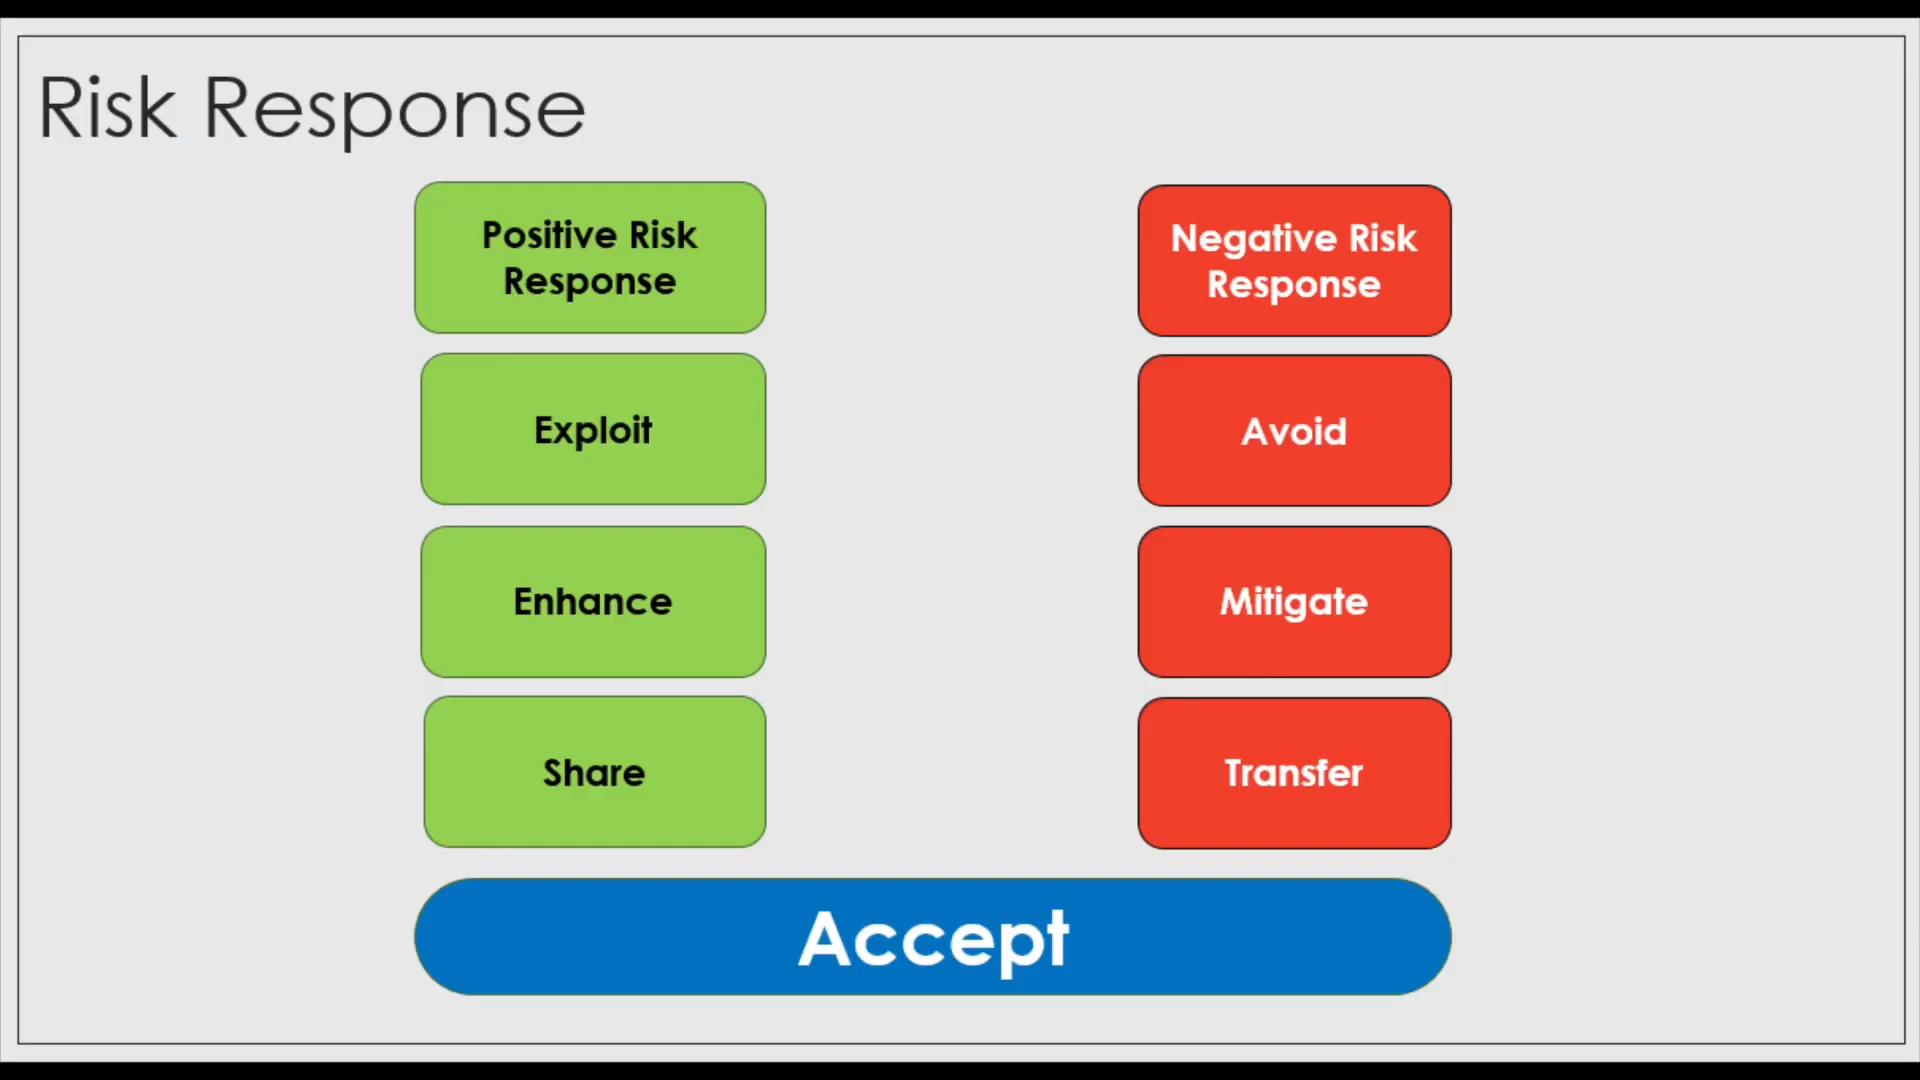 Risk Response
Positive Risk
Response
Exploit
Enhance
Share
Negative Risk
Response
Avoid
Mitigate
Transfer
Accept